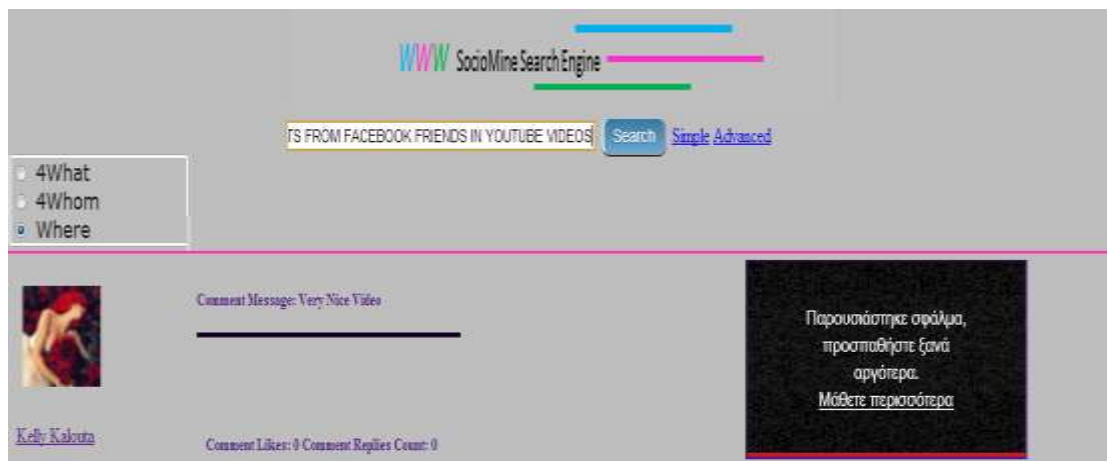 WWW SocioMine Search Engine
TS FROM FACEBOOK FRIENDS IN YOUTUBE VIDEOS Search Simple Advanced
4What
4Whom
Where
Comment Message: Very Nice Video
Παρουσιάστηκε σφάλμα,
προσπαθήστε ξανά
αργότερα.
Μάθετε περισσότερα
Kelly Kalouta
Comment Likes: 0 Comment Replies Count: 0